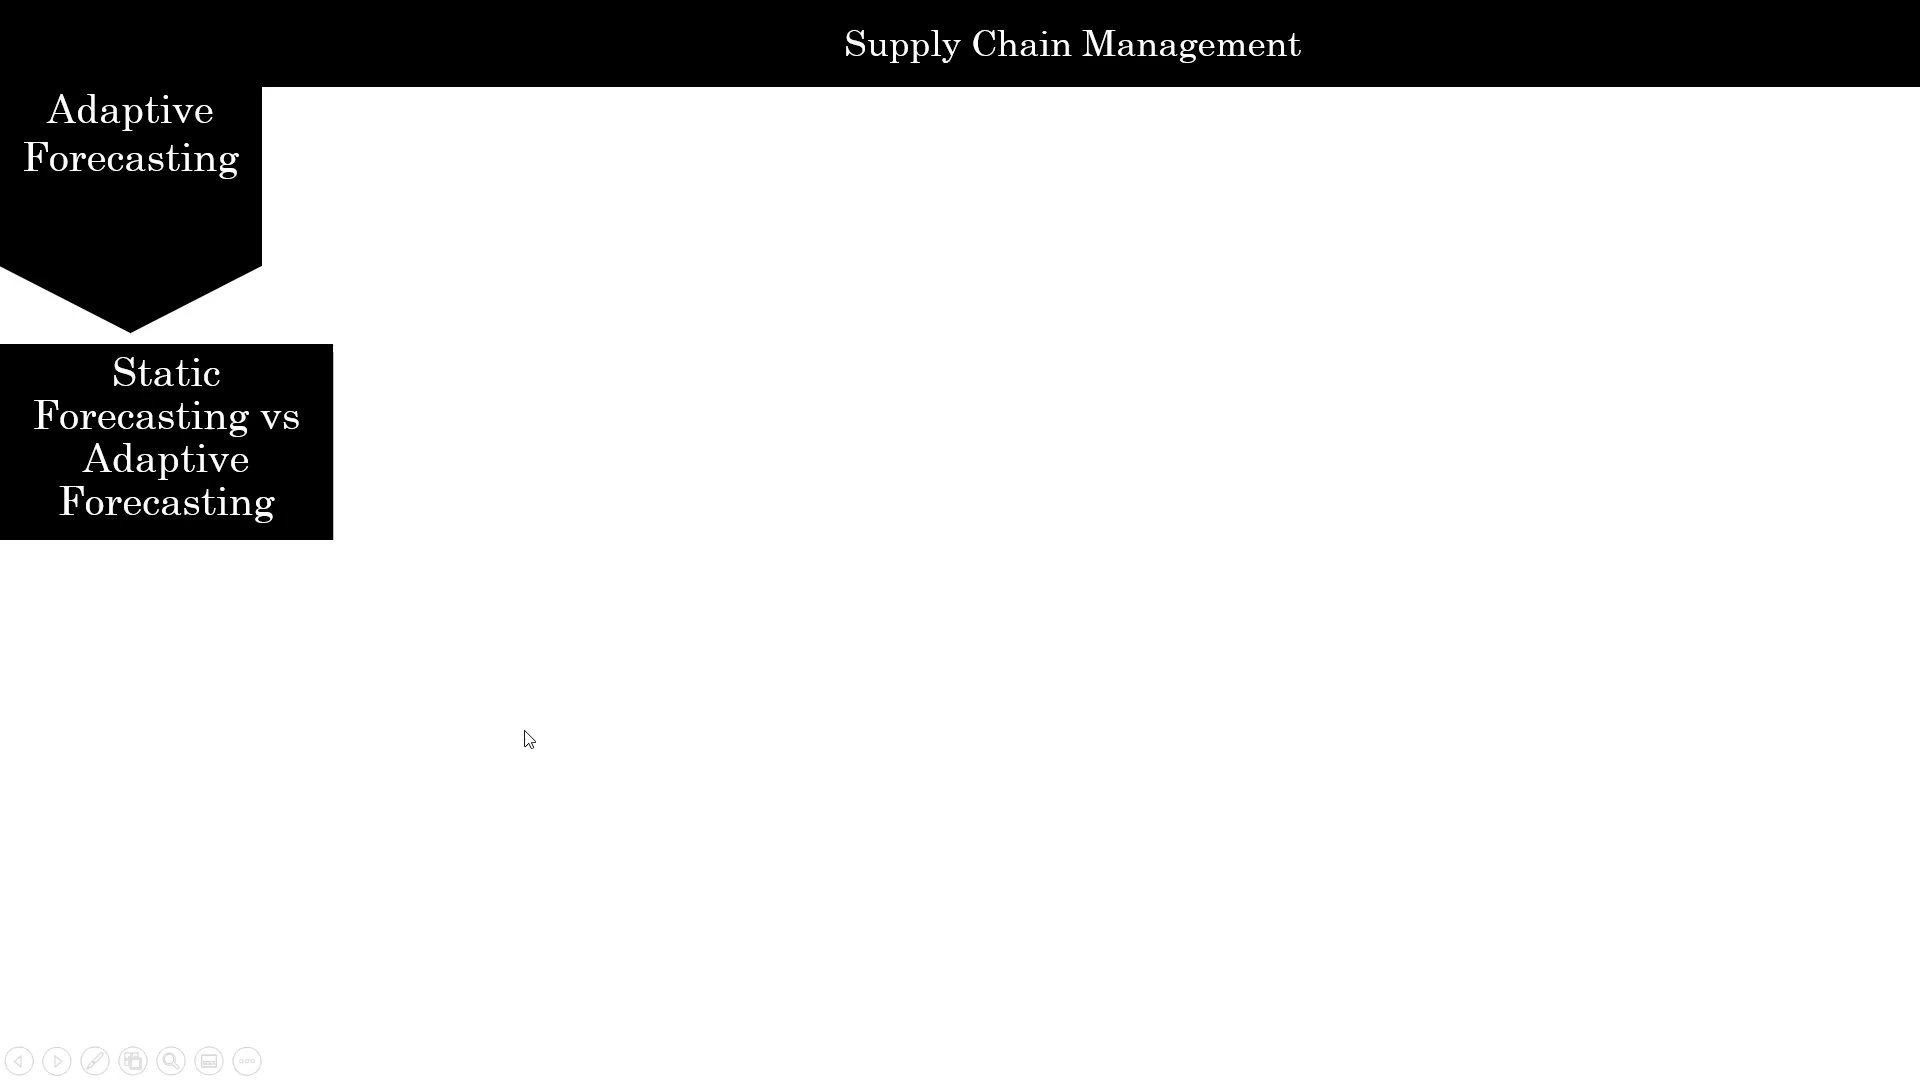 Supply Chain Management
Adaptive
Forecasting
Static
Forecasting vs
Adaptive
Forecasting